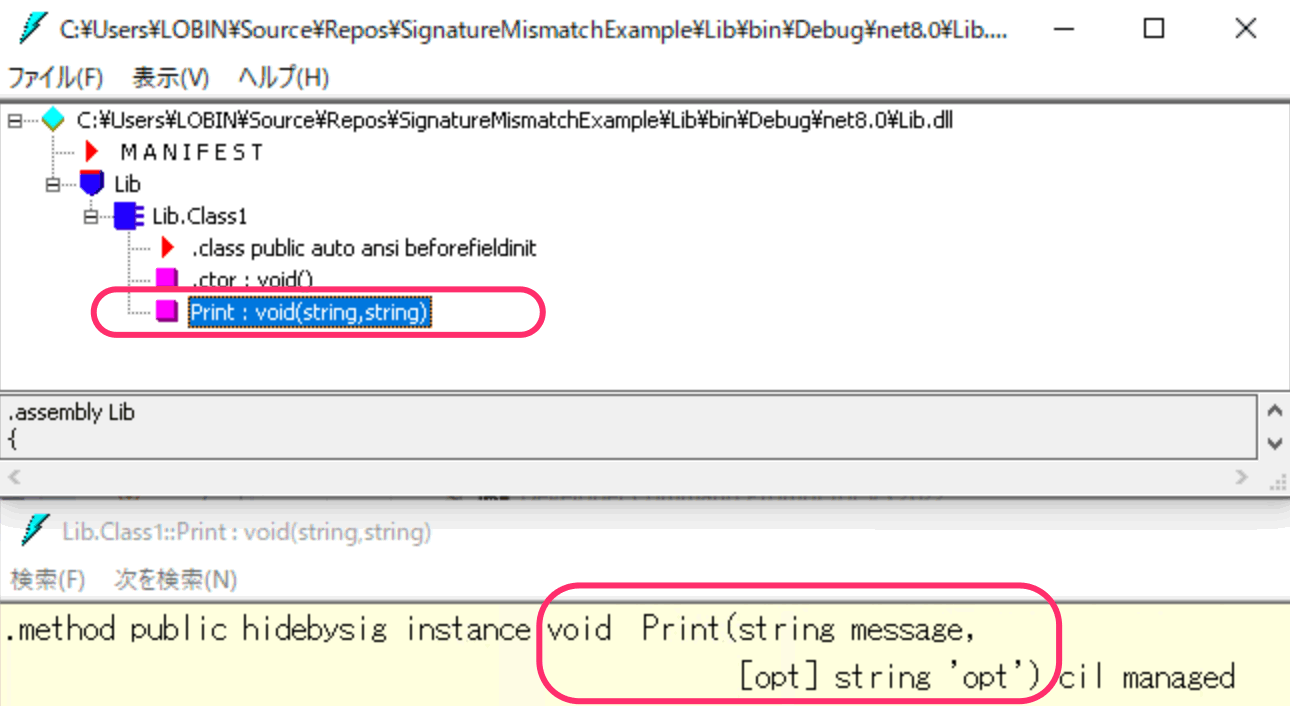 C:¥Users¥LOBIN¥Source¥Repos¥SignatureMismatchExample¥Lib¥bin¥Debug¥net8.0¥Lib....
ファイル(F) 表示(V) ヘルプ(H)
C:¥Users¥LOBIN¥Source¥Repos¥SignatureMismatchExample¥Lib¥bin¥Debug¥net8.0¥Lib.dll
M A N I F E S T
Lib
Lib.Class1
.class public auto ansi beforefieldinit
.ctor : void()
Print : void(string,string)
.assembly Lib
{
Lib.Class1::Print : void(string,string)
検索(F) 次を検索(N)
.method public hidebysig instance void  Print(string message,
[opt] string 'opt') cil managed